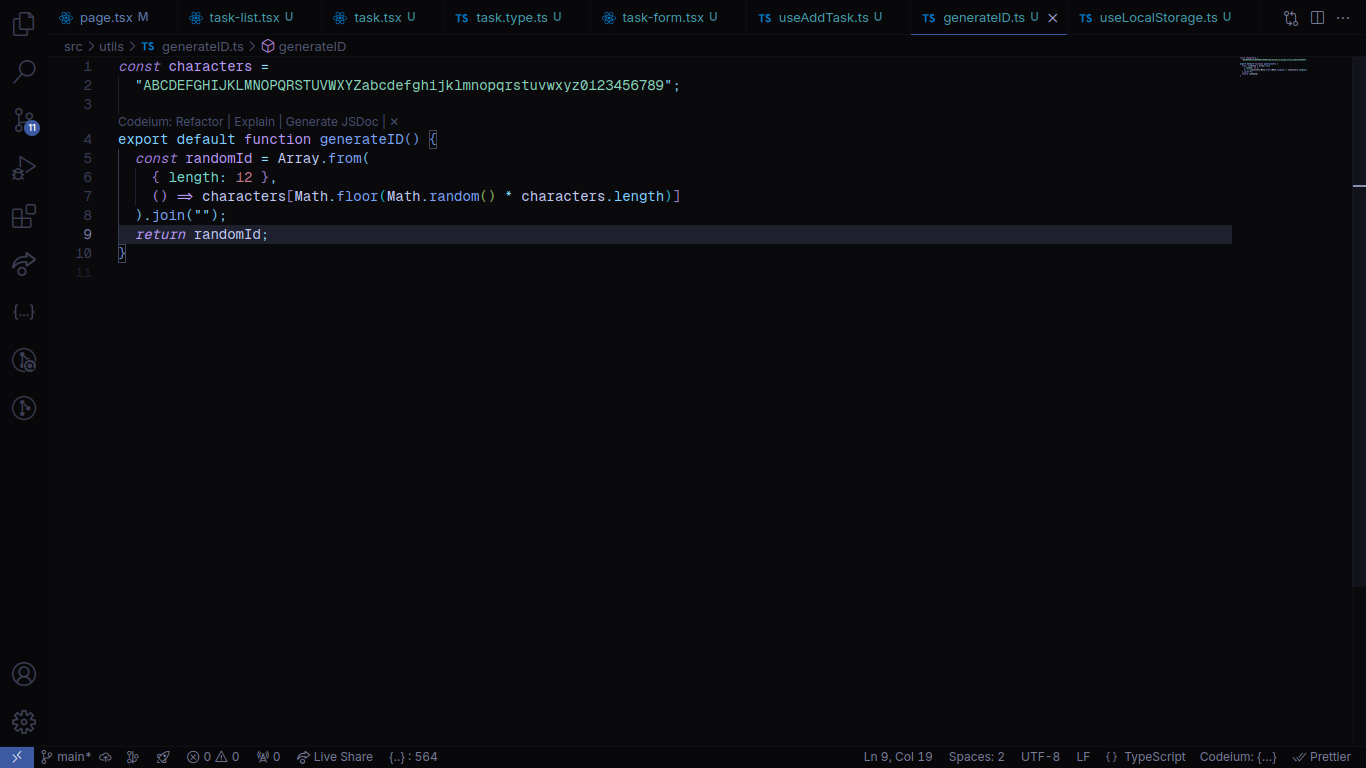 page.tsx M
task-list.tsx U
task.tsx U
TS task.type.ts U
task-form.tsx U
TS useAddTask.ts U
TS generateID.ts U
TS useLocalStorage.ts U
src > utils > TS generateID.ts > generateID
1 const characters =
2 "ABCDEFGHIJKLMNOPQRSTUVWXYZabcdefghijklmnopqrstuvwxyz0123456789";
3
Codeium: Refactor | Explain | Generate JSDoc | ×
4 export default function generateID() {
5 const randomId = Array.from(
6 { length: 12 },
7 () => characters[Math.floor(Math.random() * characters.length)]
8 ).join("");
9 return randomId;
10 }
11
11
main*
0 0
0
Live Share
{..} : 564
Ln 9, Col 19
Spaces: 2
UTF-8
LF
{ } TypeScript
Codeium: {...}
Prettier